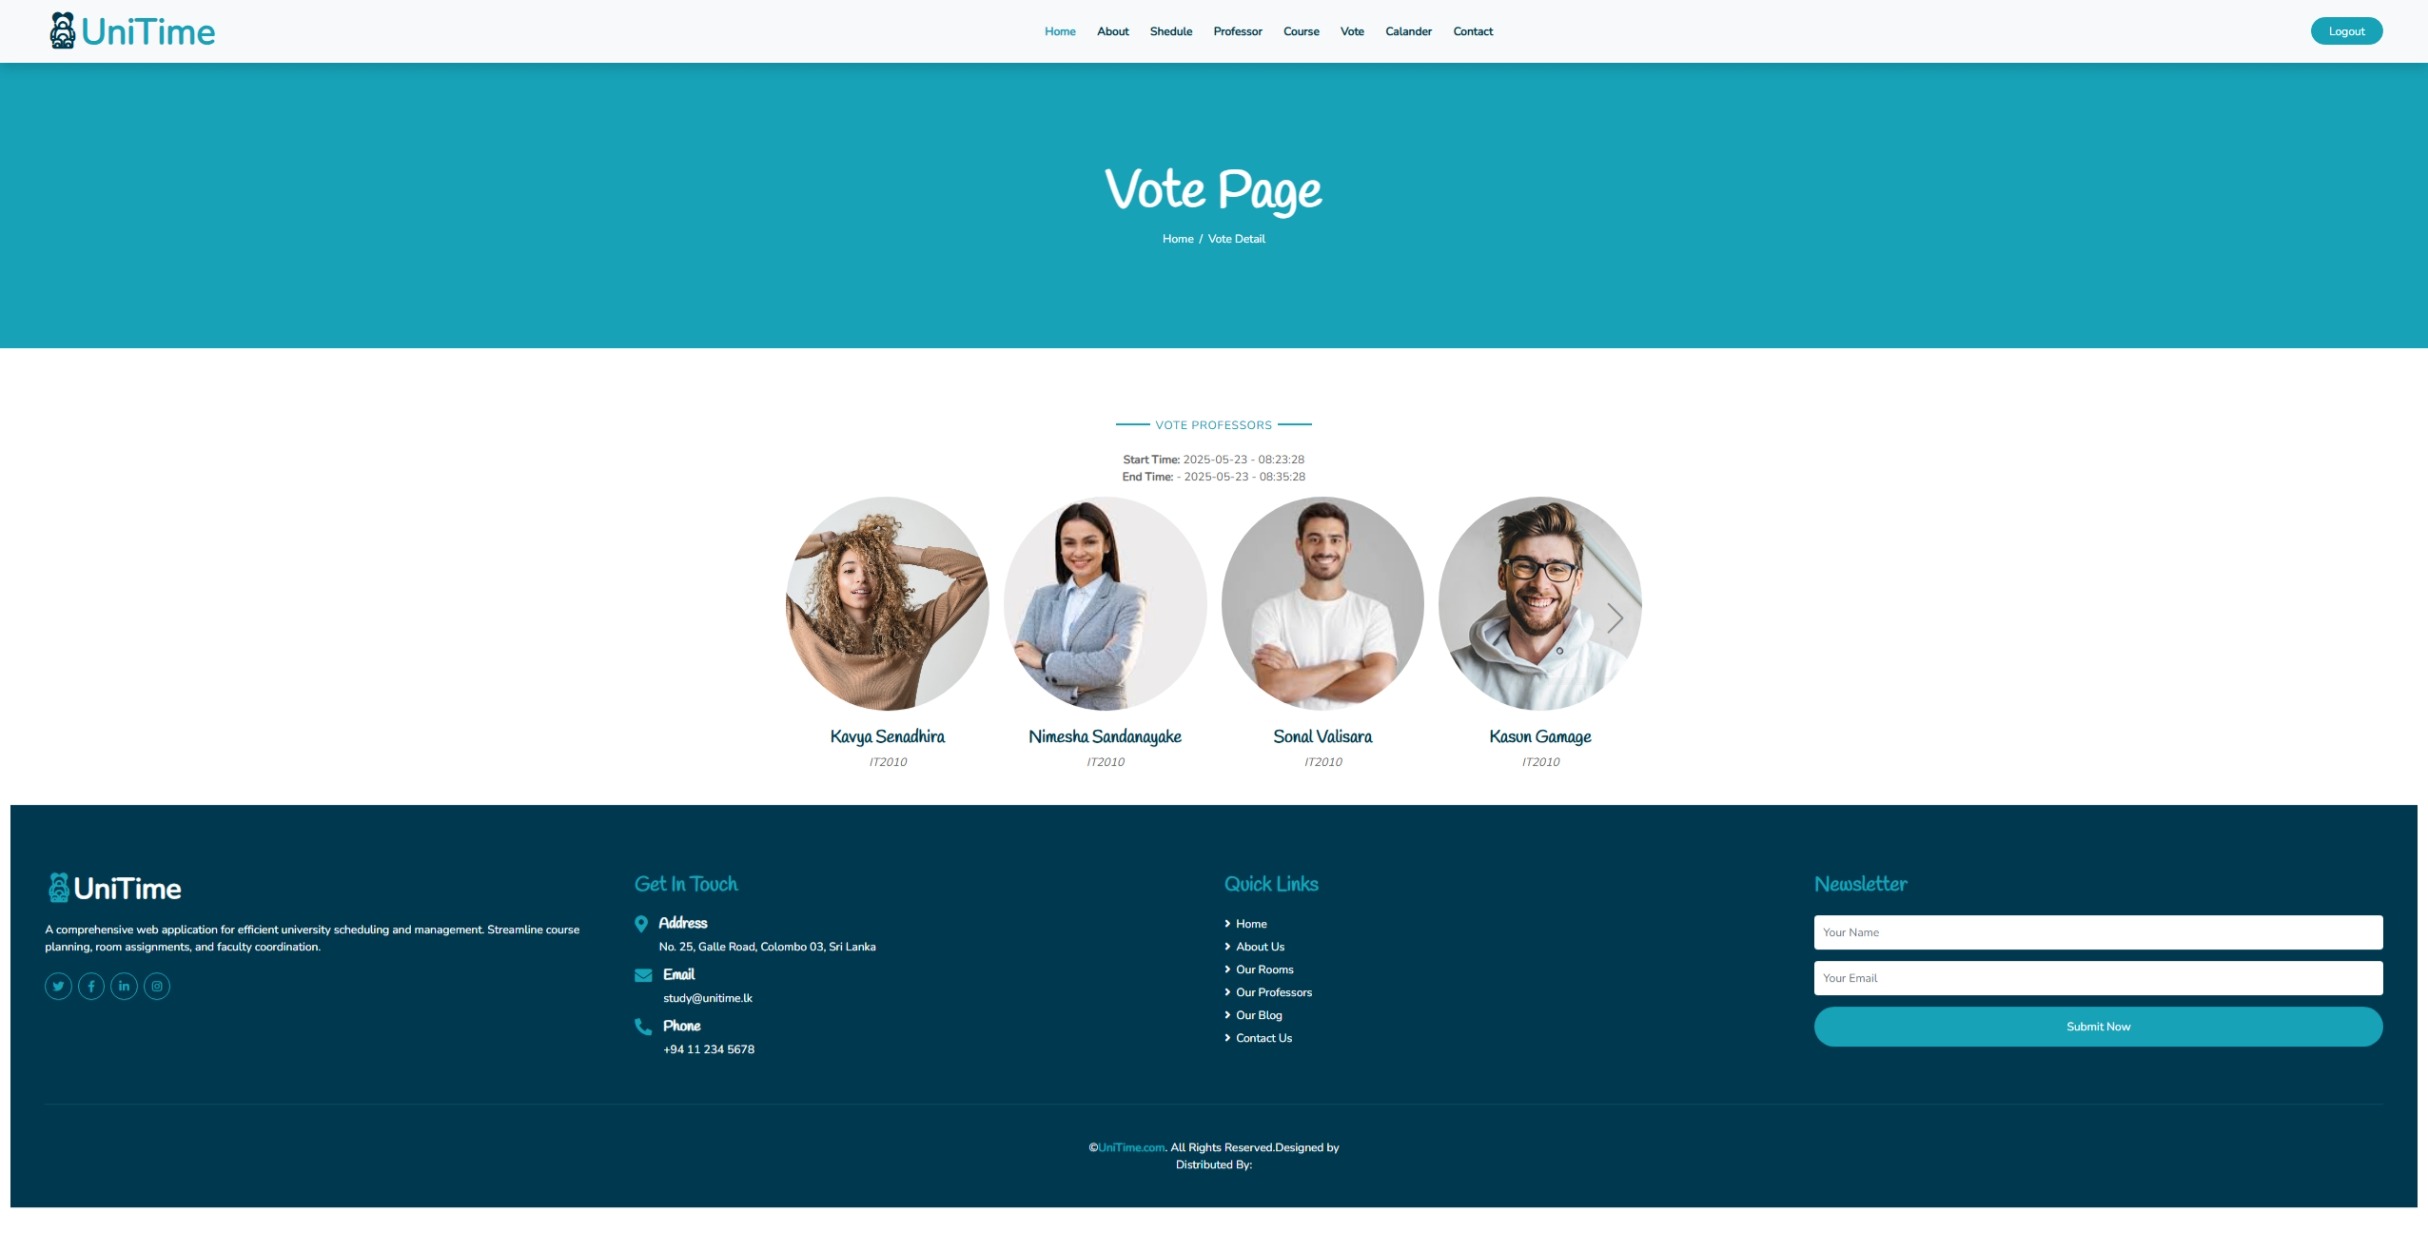 UniTime
Home About Shedule Professor Course Vote Calander Contact
Logout
Vote Page
Home / Vote Detail
VOTE PROFESSORS
Start Time: 2025-05-23 - 08:23:28
End Time: - 2025-05-23 - 08:35:28
Kavya Senadhira
IT2010
Nimesha Sandanayake
IT2010
Sonal Valisara
IT2010
Kasun Gamage
IT2010
UniTime
A comprehensive web application for efficient university scheduling and management. Streamline course
planning, room assignments, and faculty coordination.
Get In Touch
Address
No. 25, Galle Road, Colombo 03, Sri Lanka
Email
study@unitime.lk
Phone
+94 11 234 5678
Quick Links
Home
About Us
Our Rooms
Our Professors
Our Blog
Contact Us
Newsletter
Your Name
Your Email
Submit Now
©UniTime.com. All Rights Reserved.Designed by
Distributed By: